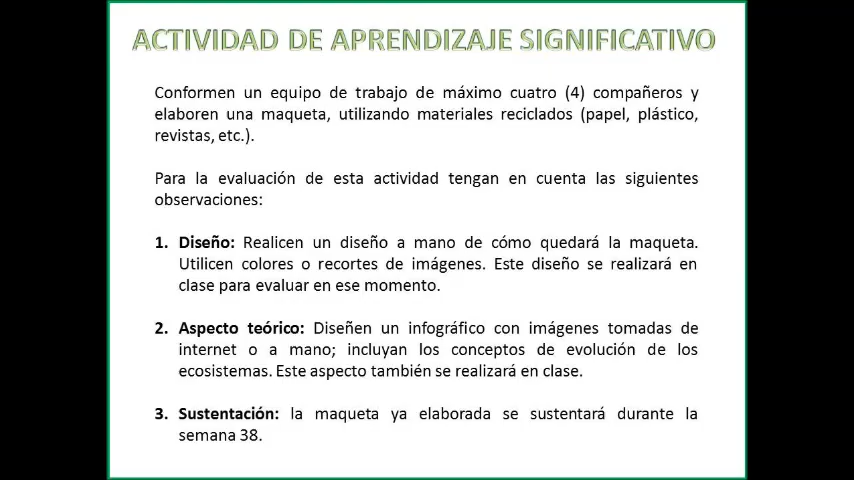 ACTIVIDAD DE APRENDIZAJE SIGNIFICATIVO
Conformen un equipo de trabajo de máximo cuatro (4) compañeros y
elaboren una maqueta, utilizando materiales reciclados (papel, plástico,
revistas, etc.).
Para la evaluación de esta actividad tengan en cuenta las siguientes
observaciones:
1. Diseño: Realicen un diseño a mano de cómo quedará la maqueta.
Utilicen colores o recortes de imágenes. Este diseño se realizará en
clase para evaluar en ese momento.
2. Aspecto teórico: Diseñen un infográfico con imágenes tomadas de
internet o a mano; incluyan los conceptos de evolución de los
ecosistemas. Este aspecto también se realizará en clase.
3. Sustentación: la maqueta ya elaborada se sustentará durante la
semana 38.